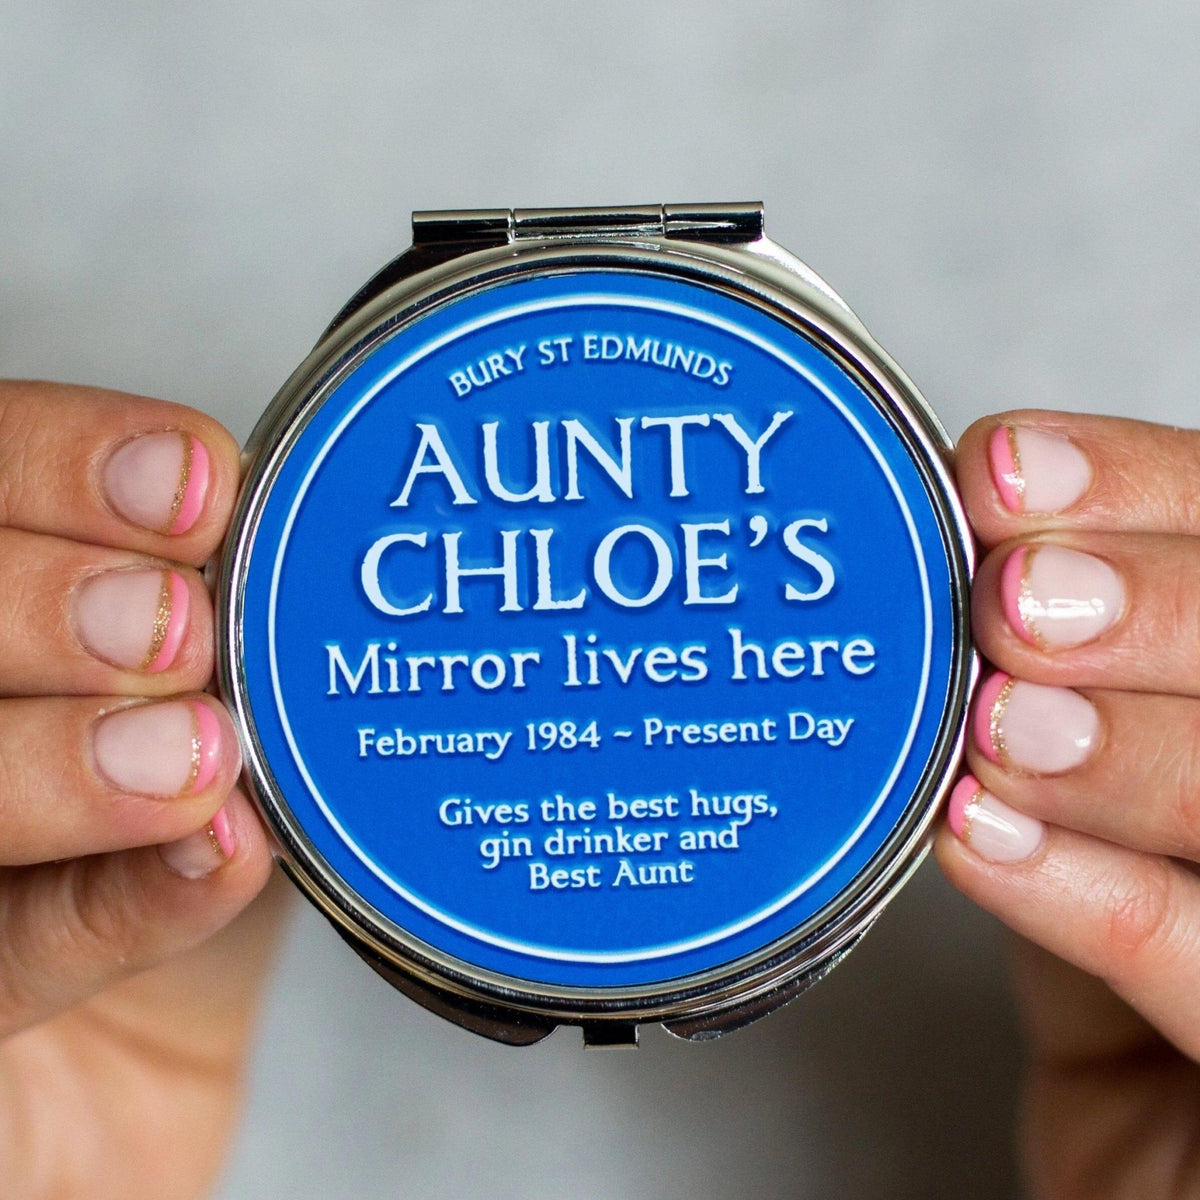 BURY ST EDMUNDS
AUNTY
CHLOE'S
Mirror lives here
February 1984 ~ Present Day
Gives the best hugs,
gin drinker and
Best Aunt